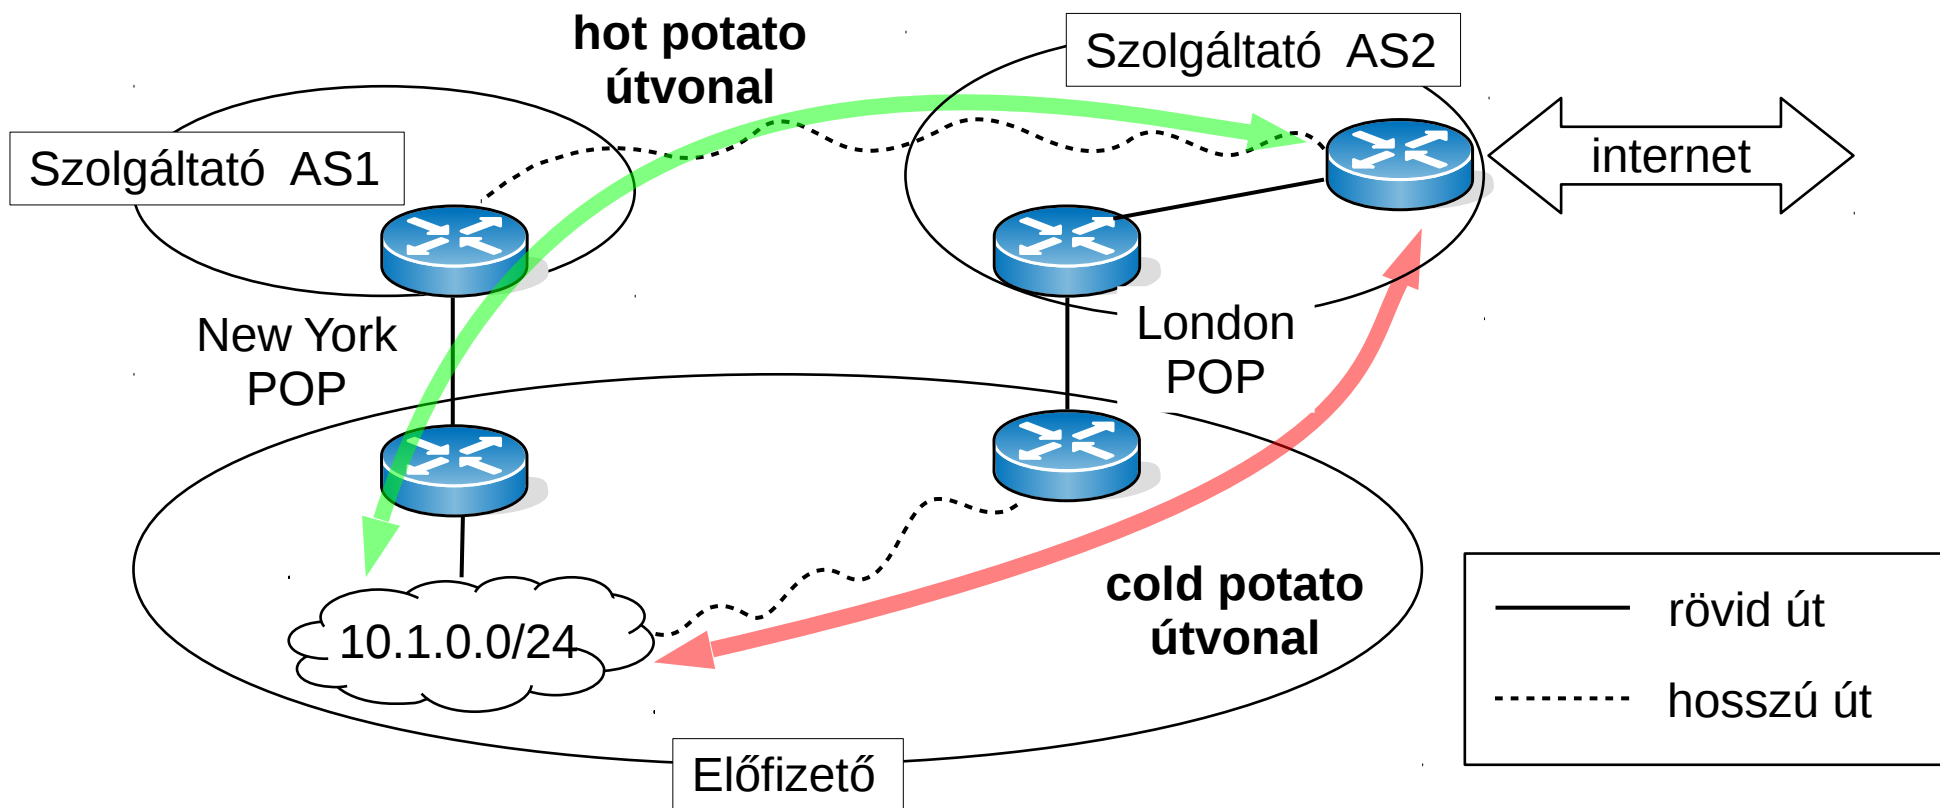 hot potato
útvonal
Szolgáltató AS2
Szolgáltató AS1
internet
New York
POP
London
POP
10.1.0.0/24
cold potato
útvonal
rövid út
hosszú út
Előfizető